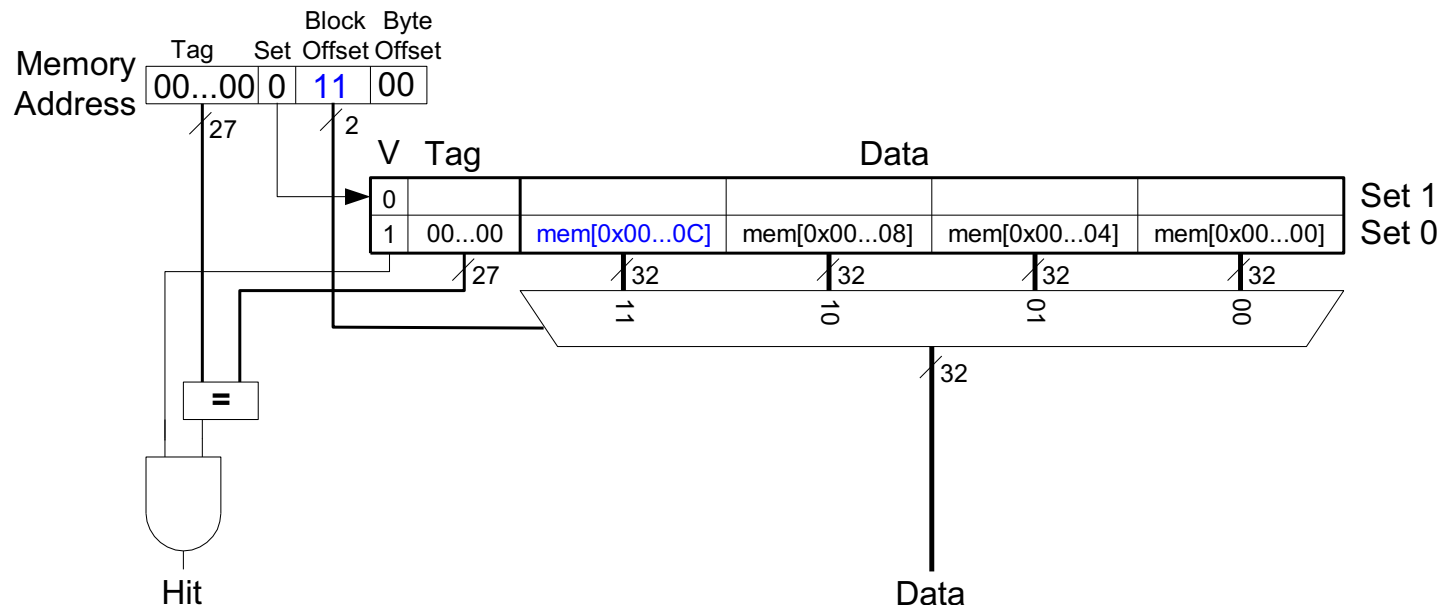 Block Byte
Tag Set Offset Offset
Memory Address 00...00 0 11 00
27 2
V Tag Data
0 Set 1
1 00...00 mem[0x00...0C] mem[0x00...08] mem[0x00...04] mem[0x00...00] Set 0
27 32 32 32 32
11 10 01 00
32
=
Hit Data